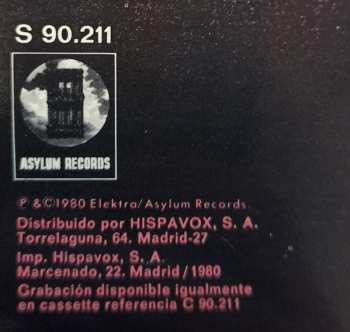 S 90.211
ASYLUM RECORDS
℗ &©1980 Elektra/Asylum Records.
Distribuido por HISPAVOX, S. A.
Torrelaguna, 64. Madrid-27
Imp. Hispavox, S. A.
Marcenado, 22. Madrid/1980
Grabación disponible igualmente
en cassette referencia C 90.211